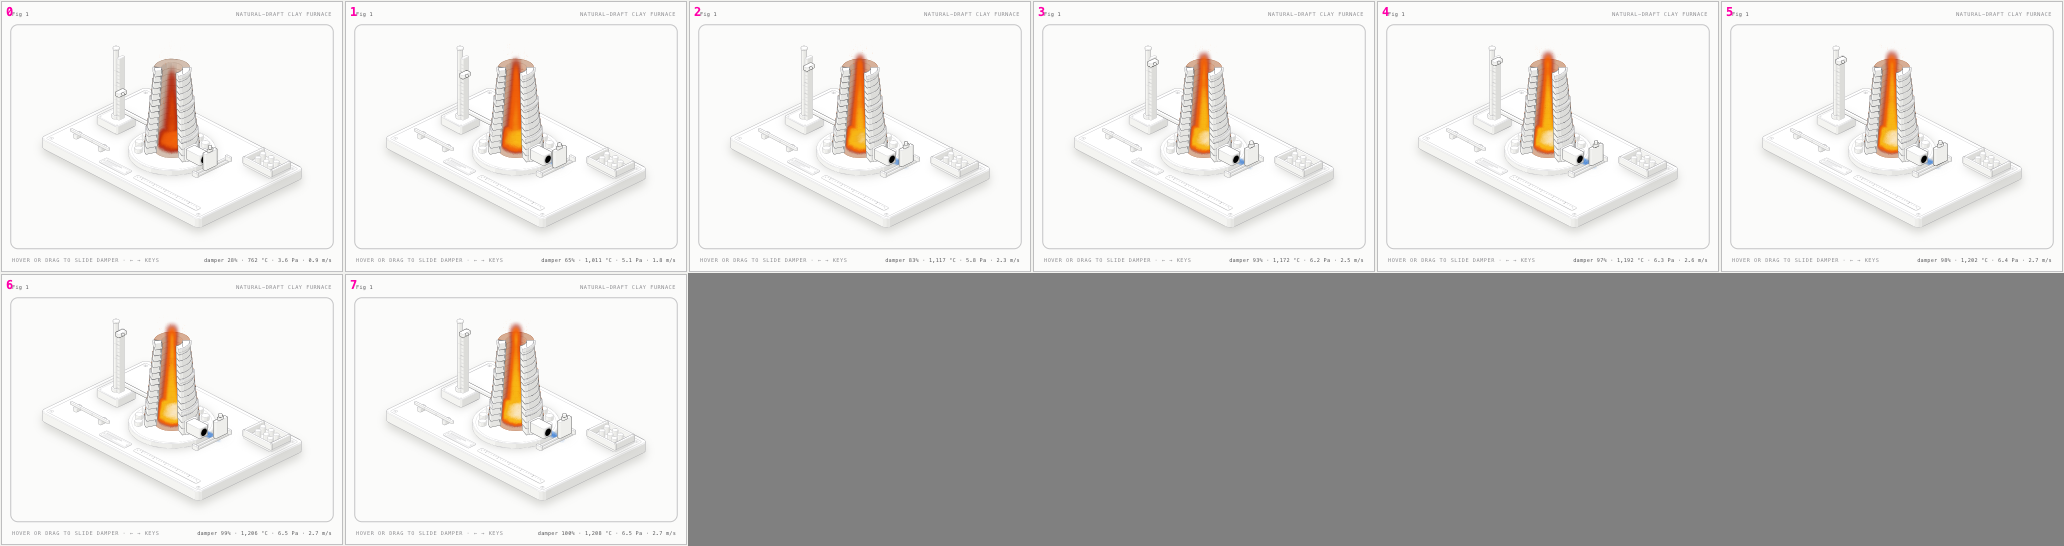 0 Fig 1 NATURAL-DRAFT CLAY FURNACE
HOVER OR DRAG TO SLIDE DAMPER · ← → KEYS damper 28% · 762 °C · 3.6 Pa · 0.9 m/s
1 Fig 1 NATURAL-DRAFT CLAY FURNACE
HOVER OR DRAG TO SLIDE DAMPER · ← → KEYS damper 65% · 1,011 °C · 5.1 Pa · 1.8 m/s
2 Fig 1 NATURAL-DRAFT CLAY FURNACE
HOVER OR DRAG TO SLIDE DAMPER · ← → KEYS damper 83% · 1,117 °C · 5.8 Pa · 2.3 m/s
3 Fig 1 NATURAL-DRAFT CLAY FURNACE
HOVER OR DRAG TO SLIDE DAMPER · ← → KEYS damper 93% · 1,172 °C · 6.2 Pa · 2.5 m/s
4 Fig 1 NATURAL-DRAFT CLAY FURNACE
HOVER OR DRAG TO SLIDE DAMPER · ← → KEYS damper 97% · 1,192 °C · 6.3 Pa · 2.6 m/s
5 Fig 1 NATURAL-DRAFT CLAY FURNACE
HOVER OR DRAG TO SLIDE DAMPER · ← → KEYS damper 98% · 1,202 °C · 6.4 Pa · 2.7 m/s
6 Fig 1 NATURAL-DRAFT CLAY FURNACE
HOVER OR DRAG TO SLIDE DAMPER · ← → KEYS damper 99% · 1,206 °C · 6.5 Pa · 2.7 m/s
7 Fig 1 NATURAL-DRAFT CLAY FURNACE
HOVER OR DRAG TO SLIDE DAMPER · ← → KEYS damper 100% · 1,208 °C · 6.5 Pa · 2.7 m/s